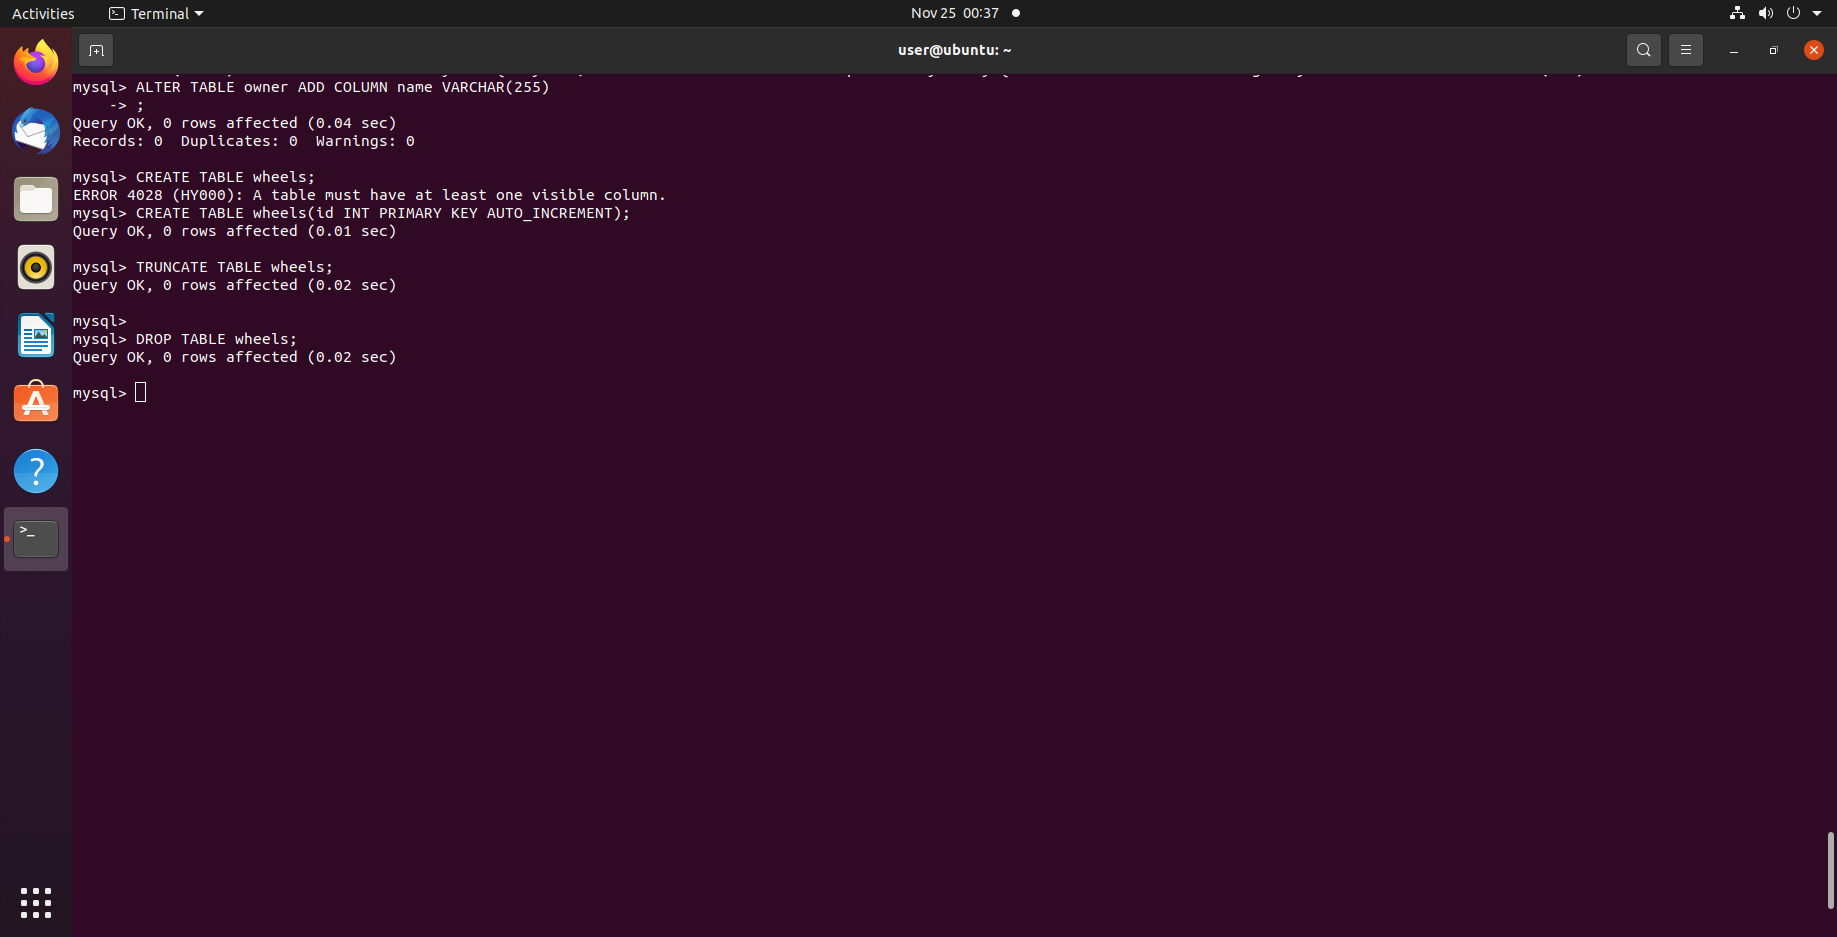 Activities
Terminal
Nov 25 00:37
user@ubuntu: ~
mysql> ALTER TABLE owner ADD COLUMN name VARCHAR(255)
    -> ;
Query OK, 0 rows affected (0.04 sec)
Records: 0  Duplicates: 0  Warnings: 0
mysql> CREATE TABLE wheels;
ERROR 4028 (HY000): A table must have at least one visible column.
mysql> CREATE TABLE wheels(id INT PRIMARY KEY AUTO_INCREMENT);
Query OK, 0 rows affected (0.01 sec)
mysql> TRUNCATE TABLE wheels;
Query OK, 0 rows affected (0.02 sec)
mysql>
mysql> DROP TABLE wheels;
Query OK, 0 rows affected (0.02 sec)
mysql>